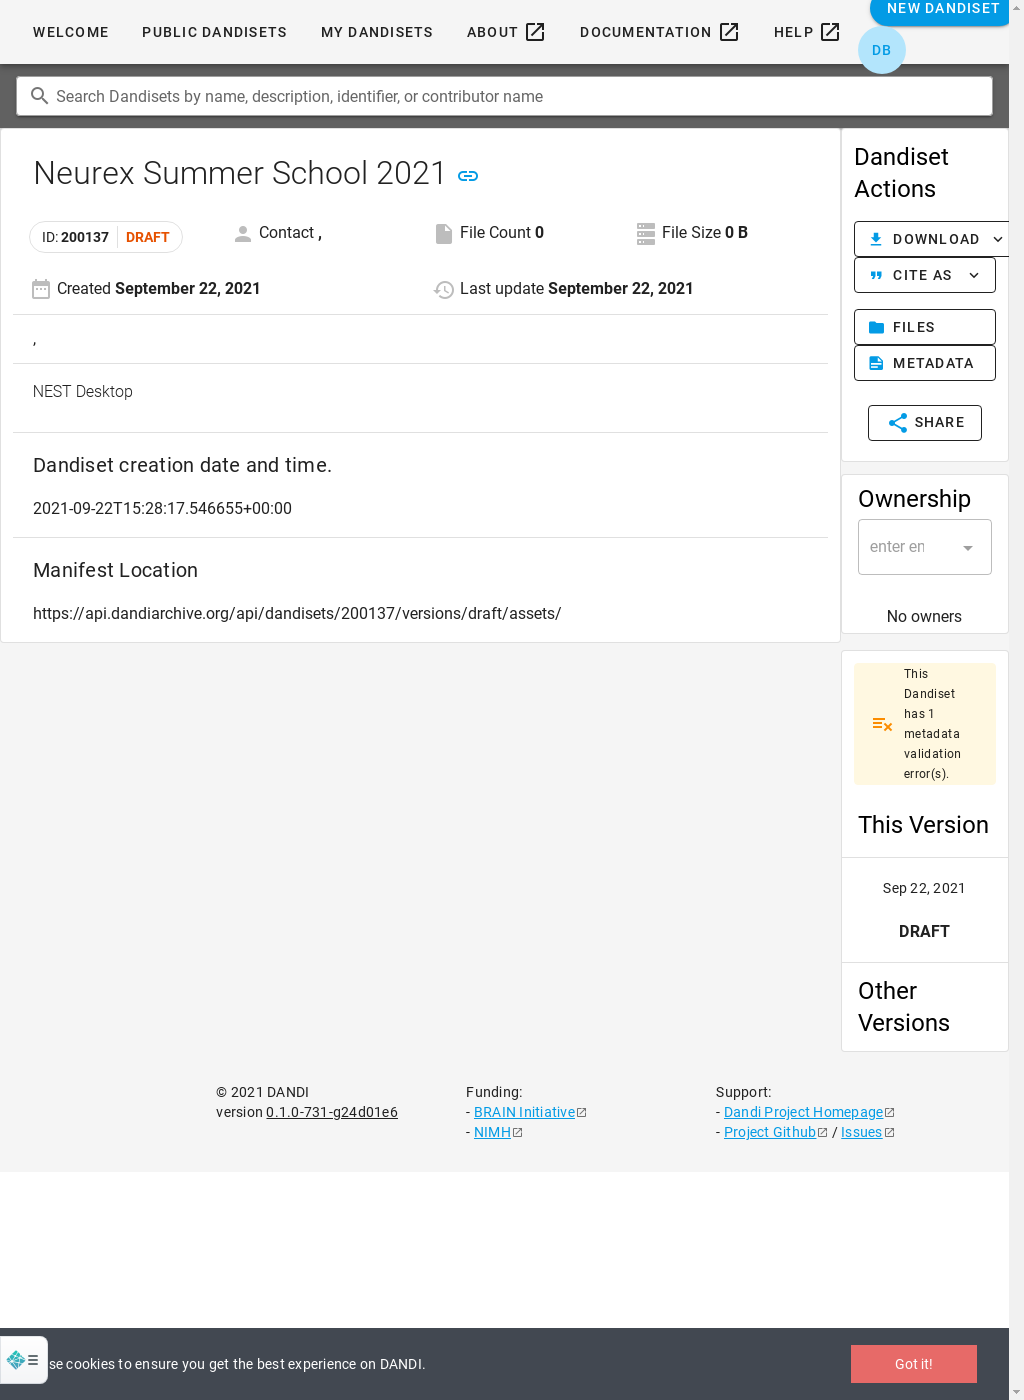 WELCOME PUBLIC DANDISETS MY DANDISETS ABOUT DOCUMENTATION HELP NEW DANDISET
DB
Search Dandisets by name, description, identifier, or contributor name
Neurex Summer School 2021
ID: 200137 DRAFT Contact , File Count 0 File Size 0 B
Created September 22, 2021 Last update September 22, 2021
,
NEST Desktop
Dandiset creation date and time.
2021-09-22T15:28:17.546655+00:00
Manifest Location
https://api.dandiarchive.org/api/dandisets/200137/versions/draft/assets/
Dandiset
Actions
DOWNLOAD
CITE AS
FILES
METADATA
SHARE
Ownership
enter en
No owners
This
Dandiset
has 1
metadata
validation
error(s).
This Version
Sep 22, 2021
DRAFT
Other
Versions
© 2021 DANDI
version 0.1.0-731-g24d01e6
Funding:
- BRAIN Initiative
- NIMH
Support:
- Dandi Project Homepage
- Project Github / Issues
se cookies to ensure you get the best experience on DANDI.
Got it!